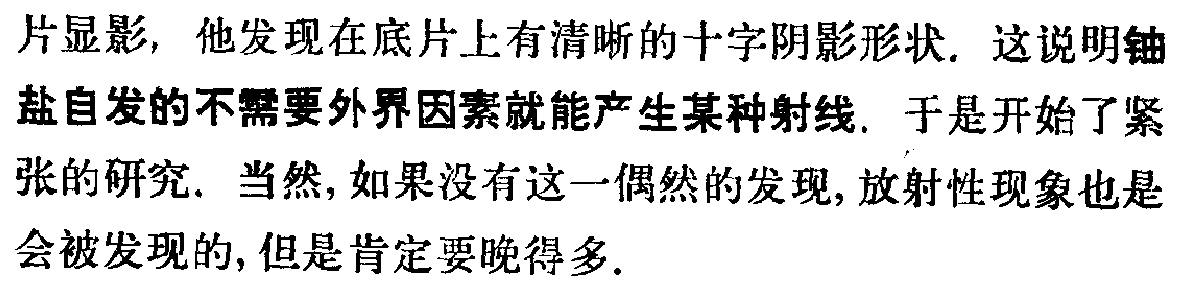 片显影, 他发现在底片上有清晰的十字阴影形状. 这说明铀
盐自发的不需要外界因素就能产生某种射线. 于是开始了紧
张的研究. 当然, 如果没有这一偶然的发现, 放射性现象也是
会被发现的, 但是肯定要晚得多.